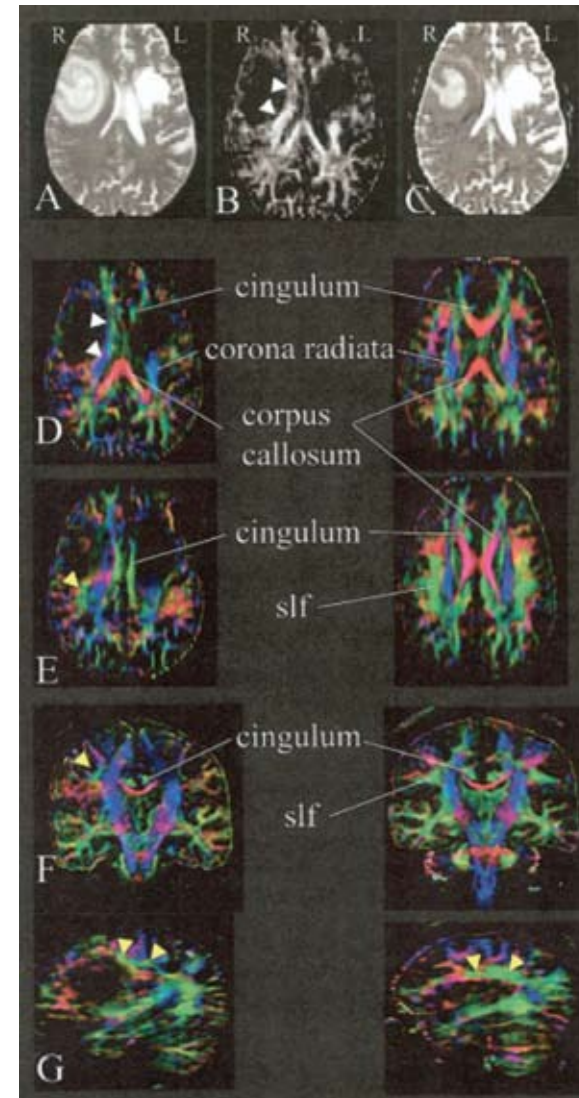 R L R L R L
A B C
cingulum
corona radiata
D
corpus
callosum
cingulum
slf
E
cingulum
slf
F
G